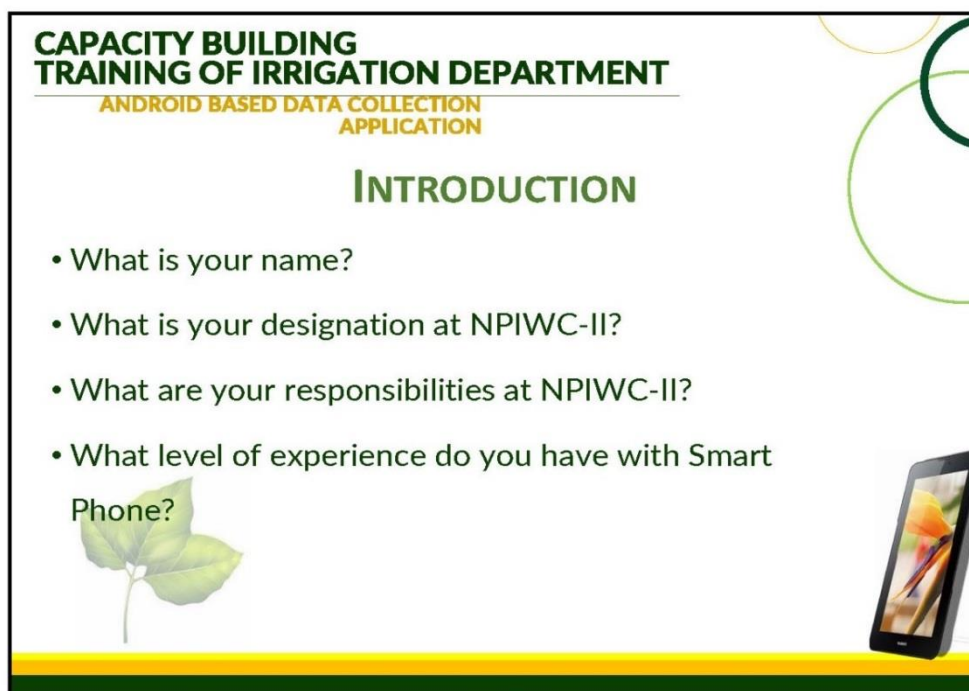 CAPACITY BUILDING
TRAINING OF IRRIGATION DEPARTMENT
ANDROID BASED DATA COLLECTION
APPLICATION
INTRODUCTION
• What is your name?
• What is your designation at NPIWC-II?
• What are your responsibilities at NPIWC-II?
• What level of experience do you have with Smart
Phone?